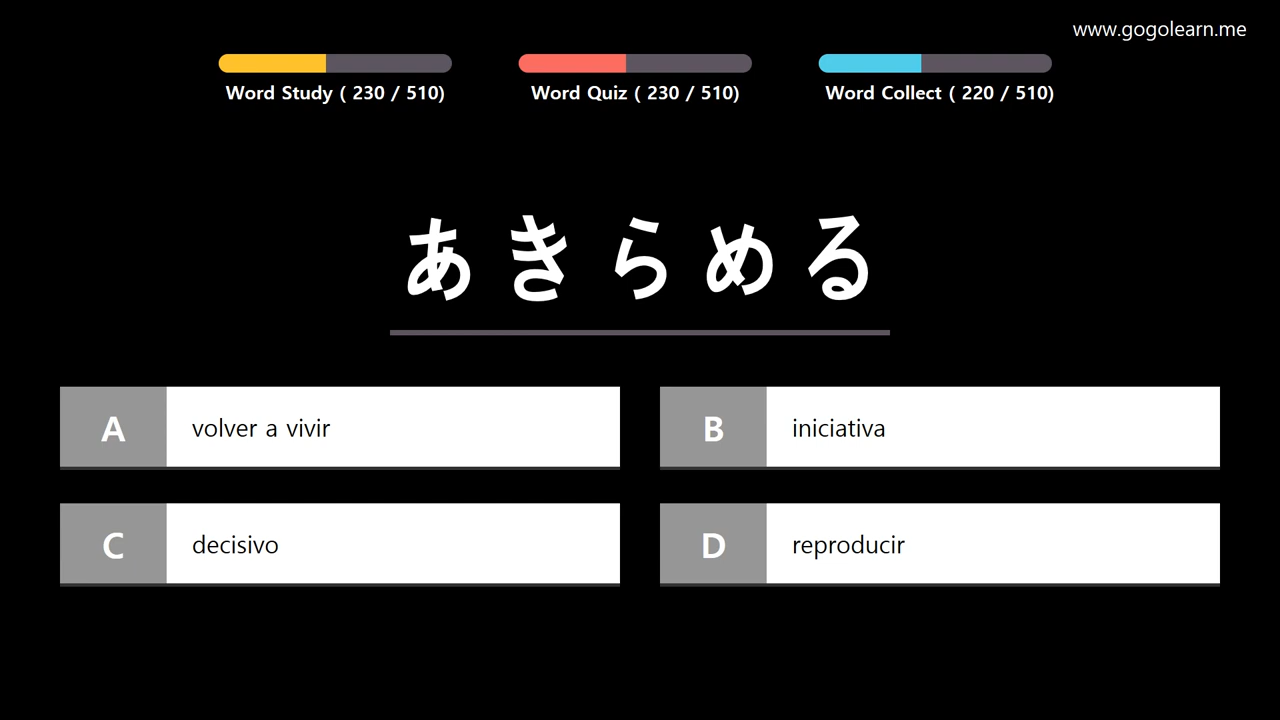 www.gogolearn.me
Word Study ( 230 / 510)
Word Quiz ( 230 / 510)
Word Collect ( 220 / 510)
あきらめる
A volver a vivir
B iniciativa
C decisivo
D reproducir